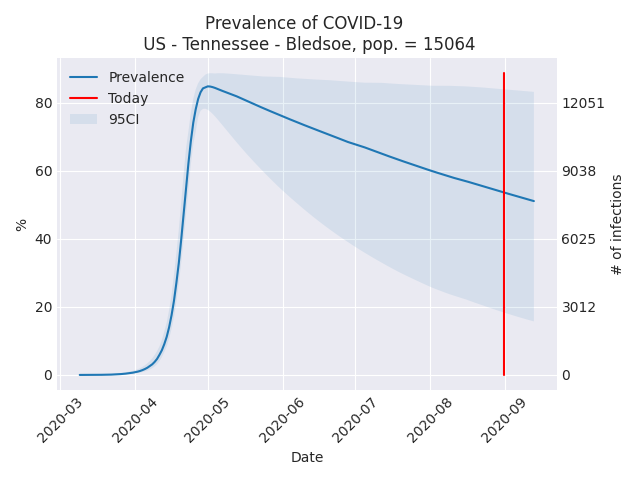 Prevalence of COVID-19
US - Tennessee - Bledsoe, pop. = 15064
Prevalence
Today
95CI
%
80
60
40
20
0
12051
9038
6025
3012
0
# of infections
2020-03
2020-04
2020-05
2020-06
2020-07
2020-08
2020-09
Date